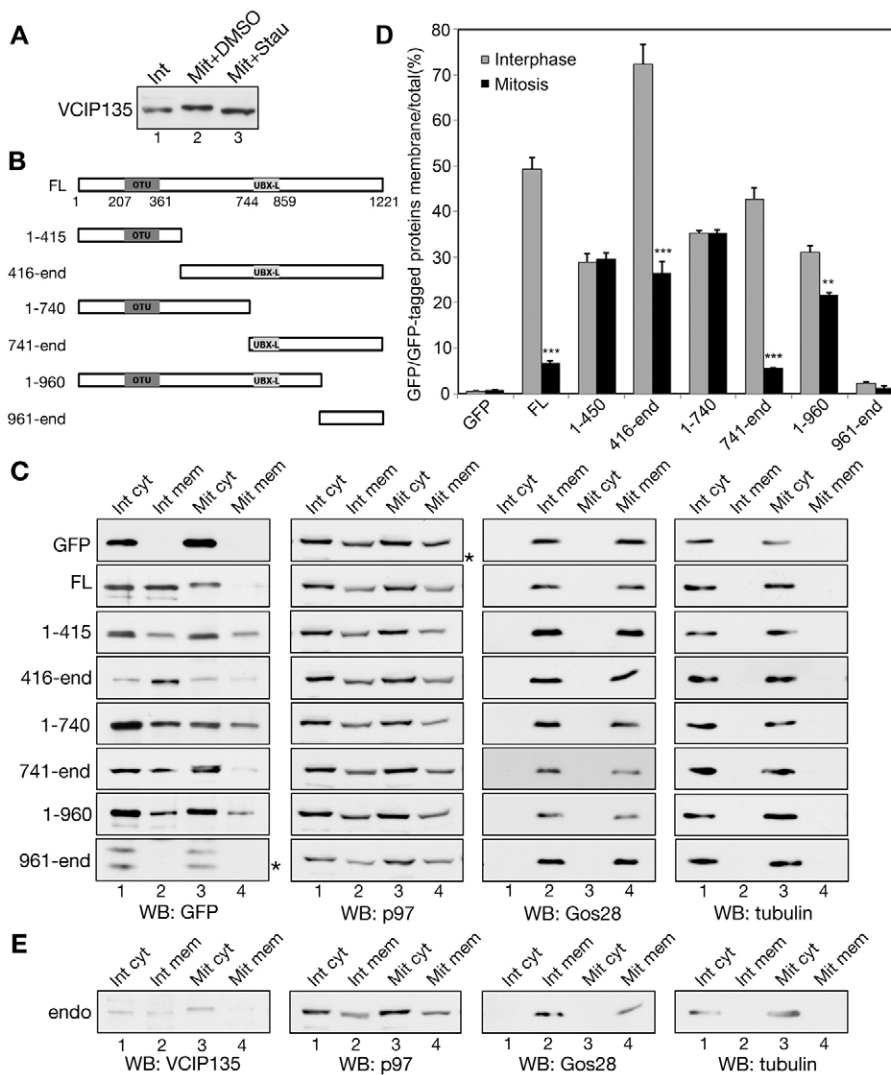 A
Int
Mit+DMSO
Mit+Stau
VCIP135
1 2 3
B
FL
OTU UBX-L
1 207 361 744 859 1221
1-415
OTU
416-end
UBX-L
1-740
OTU
741-end
UBX-L
1-960
OTU UBX-L
961-end
D
GFP/GFP-tagged proteins membrane/total(%)
80
70
60
50
40
30
20
10
0
Interphase
Mitosis
***
***
***
**
GFP FL 1-450 416-end 1-740 741-end 1-960 961-end
C
Int cyt Int mem Mit cyt Mit mem Int cyt Int mem Mit cyt Mit mem Int cyt Int mem Mit cyt Mit mem Int cyt Int mem Mit cyt Mit mem
GFP
*
FL
1-415
416-end
1-740
741-end
1-960
961-end
*
1 2 3 4 1 2 3 4 1 2 3 4 1 2 3 4
WB: GFP WB: p97 WB: Gos28 WB: tubulin
E
Int cyt Int mem Mit cyt Mit mem Int cyt Int mem Mit cyt Mit mem Int cyt Int mem Mit cyt Mit mem Int cyt Int mem Mit cyt Mit mem
endo
1 2 3 4 1 2 3 4 1 2 3 4 1 2 3 4
WB: VCIP135 WB: p97 WB: Gos28 WB: tubulin